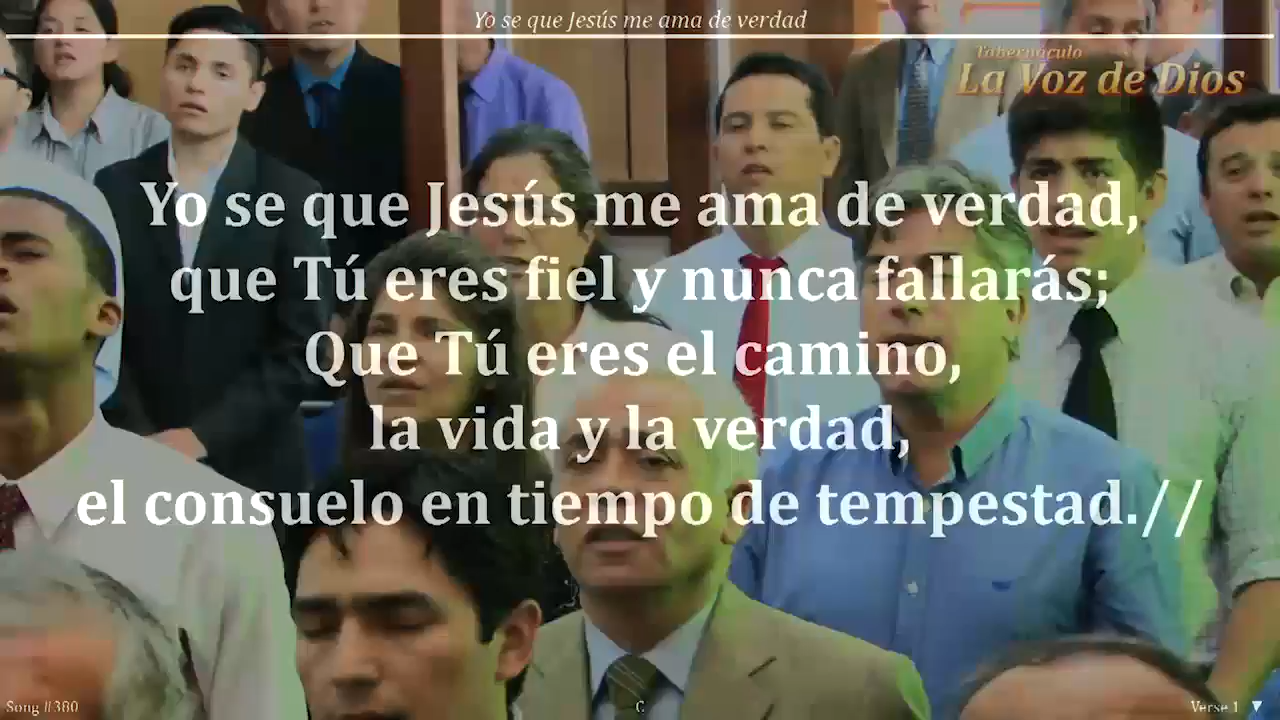 Yo se que Jesús me ama de verdad
Tabernáculo
La Voz de Dios
Yo se que Jesús me ama de verdad,
que Tú eres fiel y nunca fallarás;
Que Tú eres el camino,
la vida y la verdad,
el consuelo en tiempo de tempestad.//
Song #380
C
Verse 1 ▼